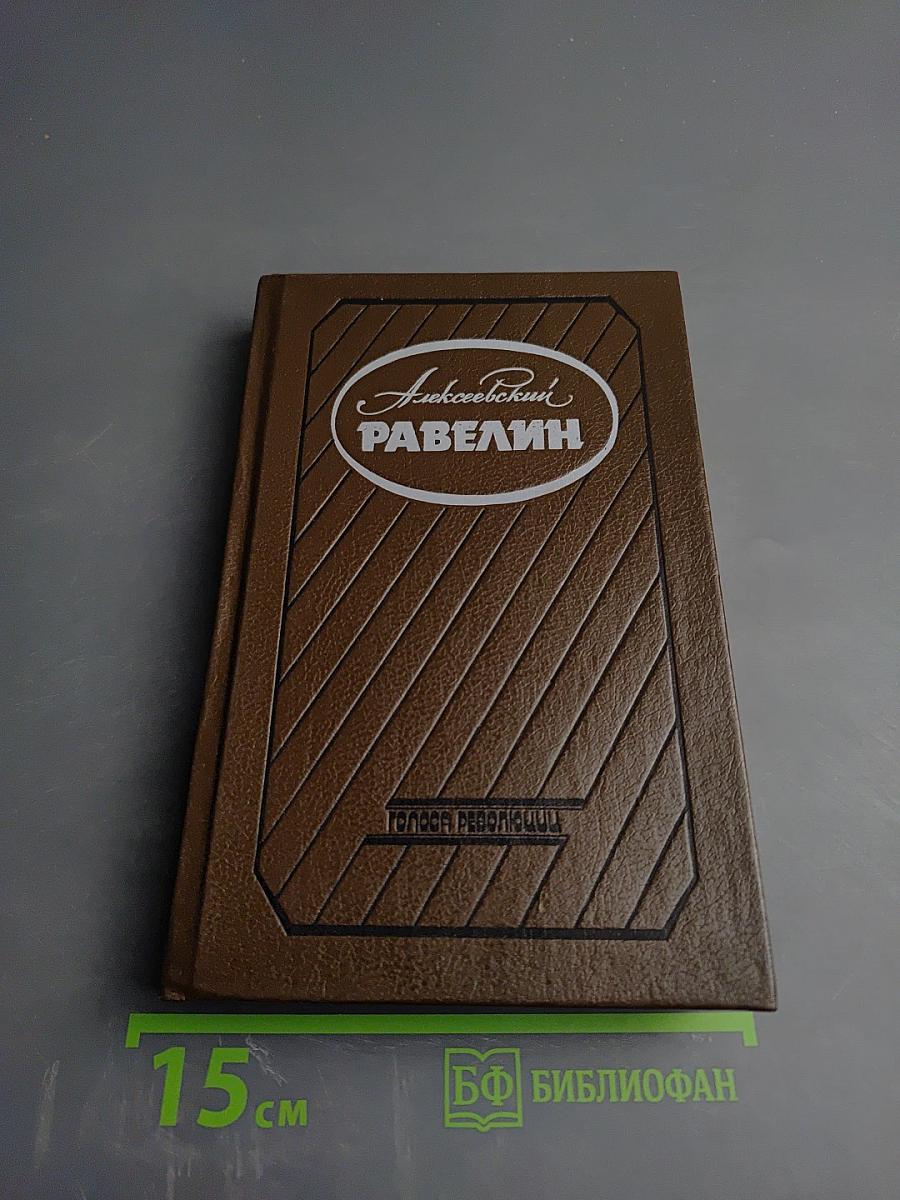 Алексеевский
РАВЕЛИН
ГОЛОСА РЕВОЛЮЦИИ
15 см
БФ БИБЛИОФАН